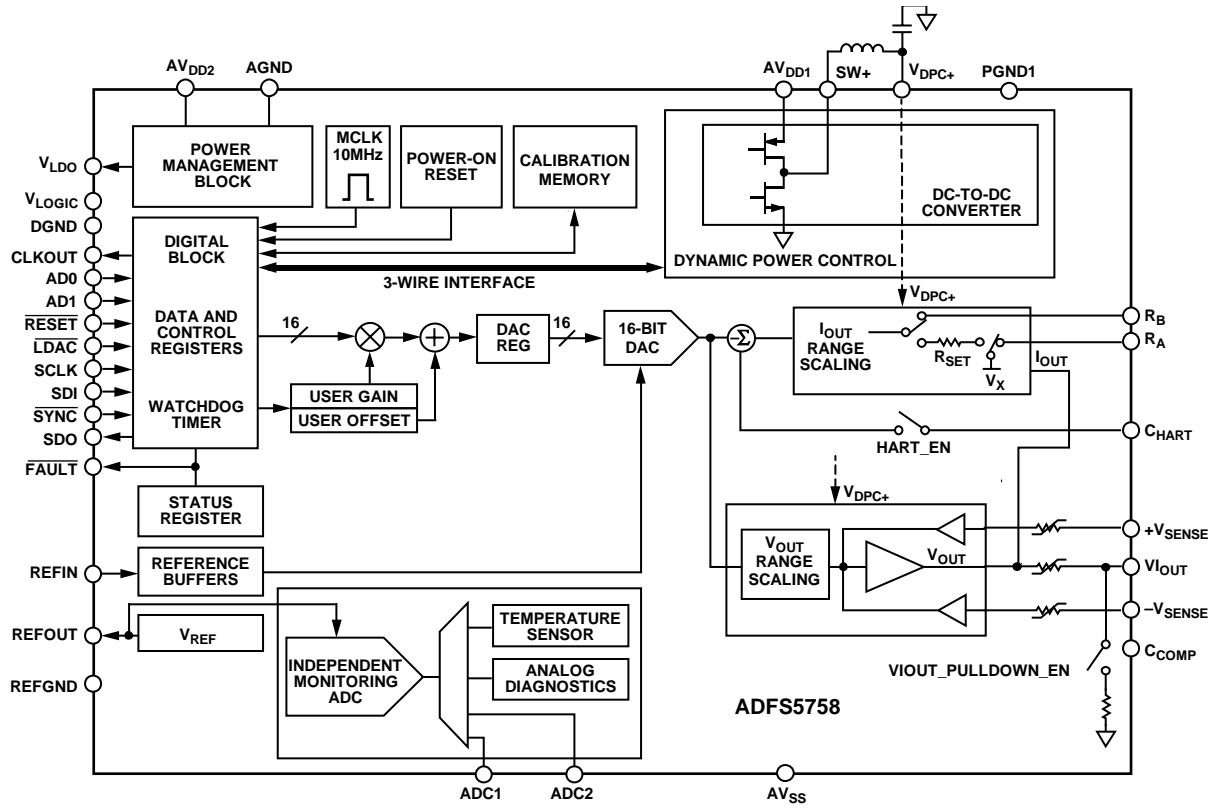 AVDD2
AGND
AVDD1
SW+
VDPC+
PGND1
VLDO
VLOGIC
DGND
CLKOUT
AD0
AD1
RESET
LDAC
SCLK
SDI
SYNC
SDO
FAULT
REFIN
REFOUT
REFGND
POWER
MANAGEMENT
BLOCK
MCLK
10MHz
POWER-ON
RESET
CALIBRATION
MEMORY
DC-TO-DC
CONVERTER
DYNAMIC POWER CONTROL
DIGITAL
BLOCK
DATA AND
CONTROL
REGISTERS
WATCHDOG
TIMER
3-WIRE INTERFACE
16
USER GAIN
USER OFFSET
DAC
REG
16
16-BIT
DAC
–Σ
VDPC+
IOUT
RANGE
SCALING
RSET
VX
IOUT
RB
RA
HART_EN
CHART
STATUS
REGISTER
REFERENCE
BUFFERS
VREF
VDPC+
VOUT
RANGE
SCALING
VOUT
+VSENSE
VIOUT
–VSENSE
CCOMP
VIOUT_PULLDOWN_EN
INDEPENDENT
MONITORING
ADC
TEMPERATURE
SENSOR
ANALOG
DIAGNOSTICS
ADFS5758
ADC1
ADC2
AVSS